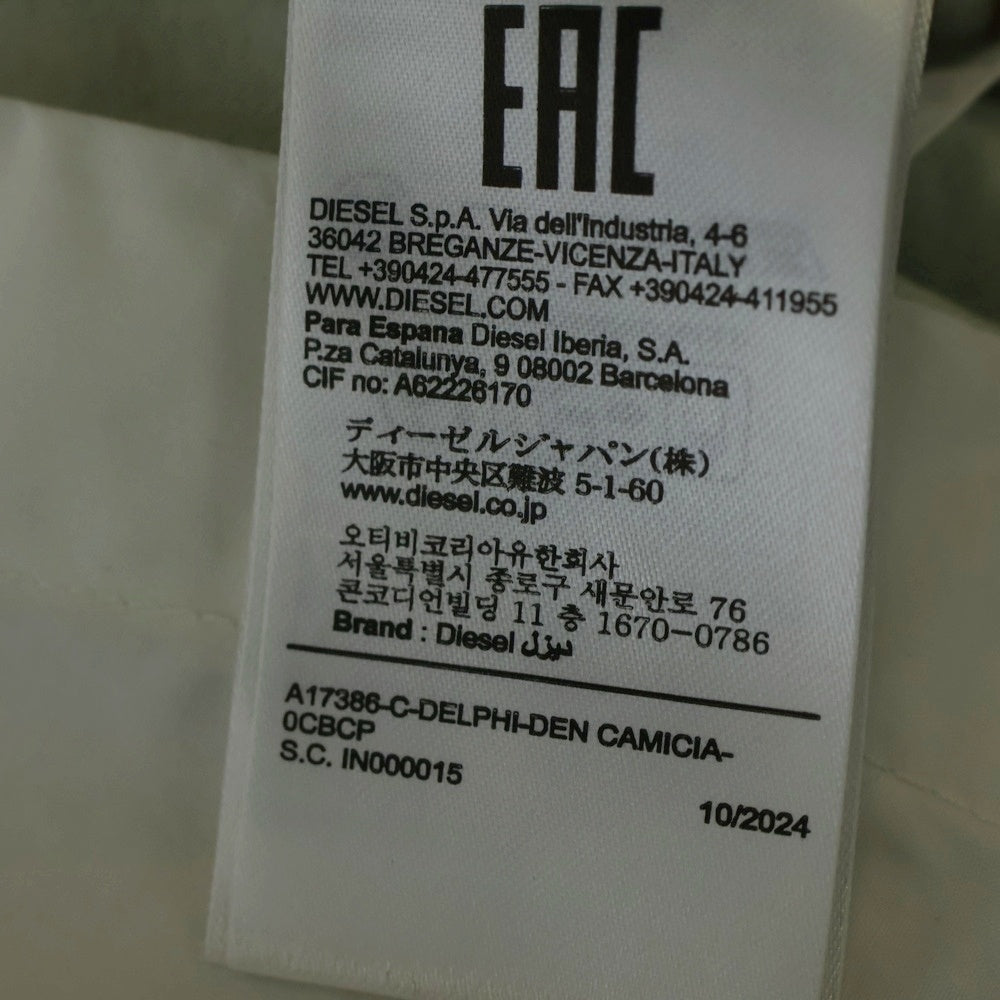 EAC
DIESEL S.p.A. Via dell'Industria, 4-6
36042 BREGANZE-VICENZA-ITALY
TEL +390424-477555 - FAX +390424-411955
WWW.DIESEL.COM
Para Espana Diesel Iberia, S.A.
P.za Catalunya, 9 08002 Barcelona
CIF no: A62226170
ディーゼルジャパン(株)
大阪市中央区難波 5-1-60
www.diesel.co.jp
오티비코리아유한회사
서울특별시 종로구 새문안로 76
콘코디언빌딩 11 층 1670-0786
Brand : Diesel ديزل
A17386-C-DELPHI-DEN CAMICIA-
0CBCP
S.C. IN000015
10/2024